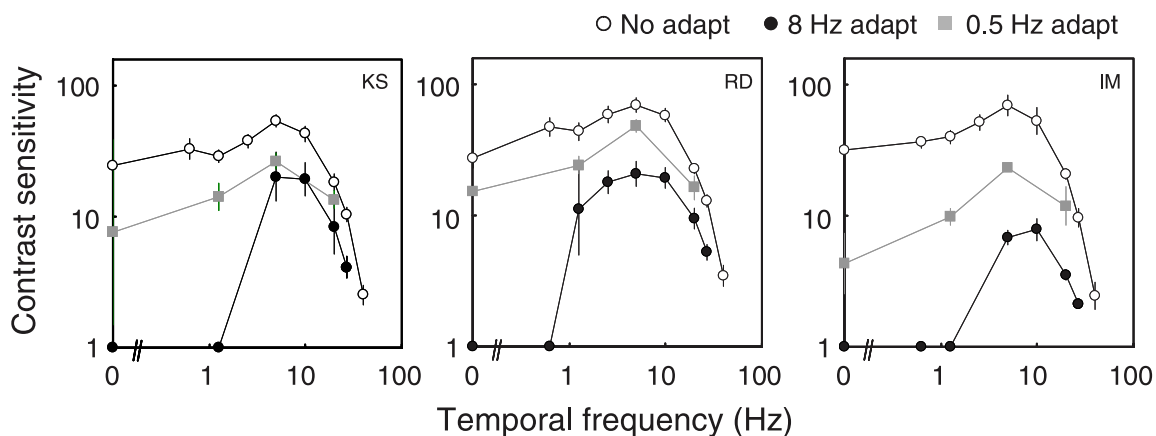 No adapt 8 Hz adapt 0.5 Hz adapt
KS RD IM
Contrast sensitivity
100 100 100
10 10 10
1 1 1
0 1 10 100 0 1 10 100 0 1 10 100
Temporal frequency (Hz)